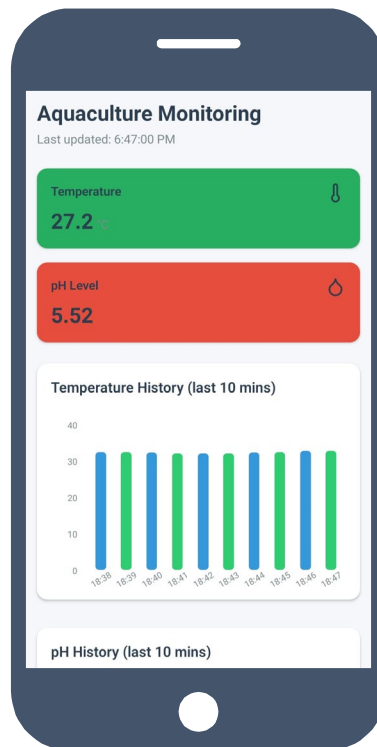 Aquaculture Monitoring
Last updated: 6:47:00 PM
Temperature
27.2 °C
pH Level
5.52
Temperature History (last 10 mins)
40
30
20
10
0
18:38 18:39 18:40 18:41 18:42 18:43 18:44 18:45 18:46 18:47
pH History (last 10 mins)